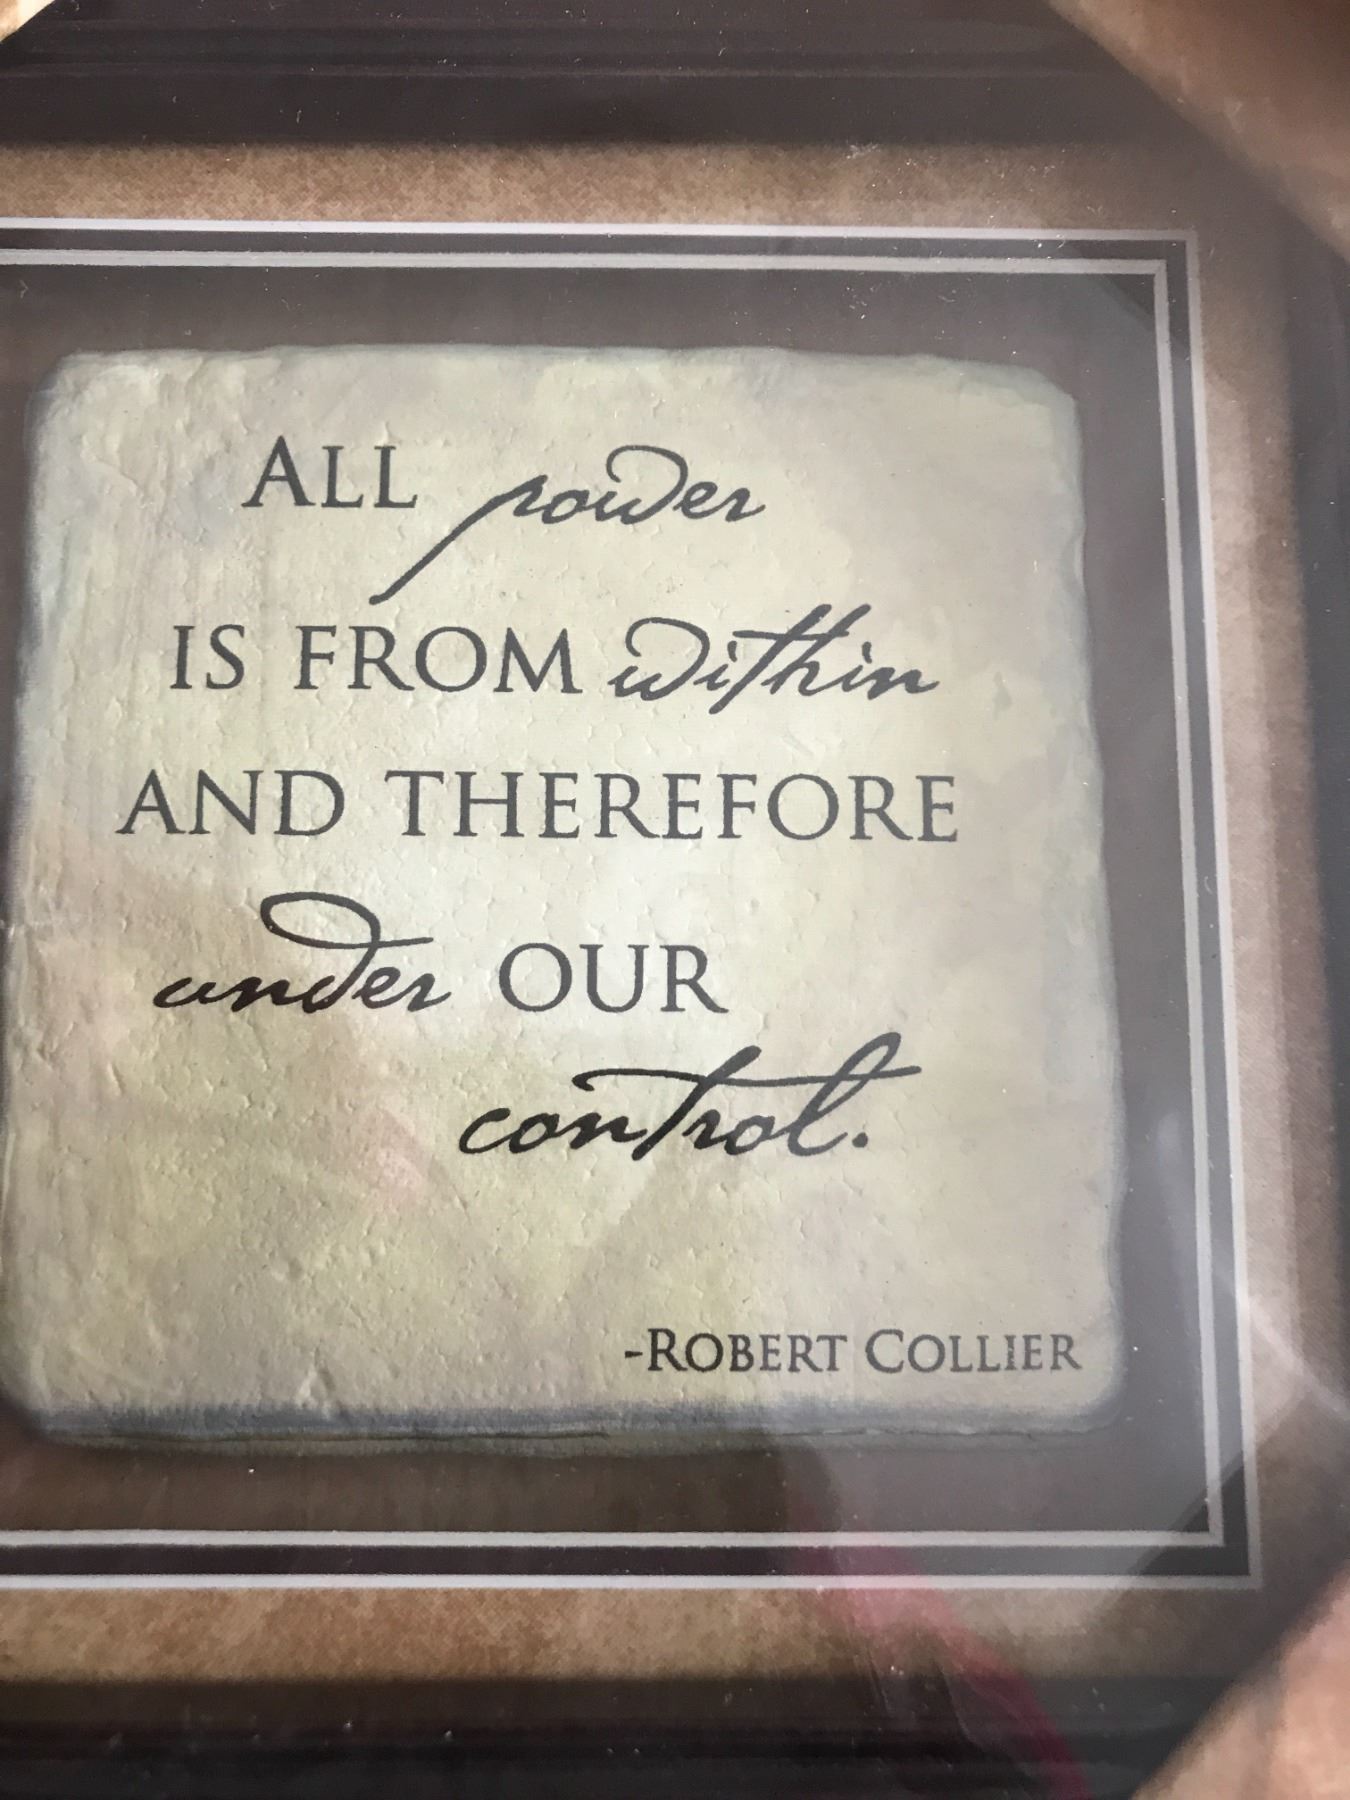 ALL power
IS FROM within
AND THEREFORE
under OUR
control.
-ROBERT COLLIER